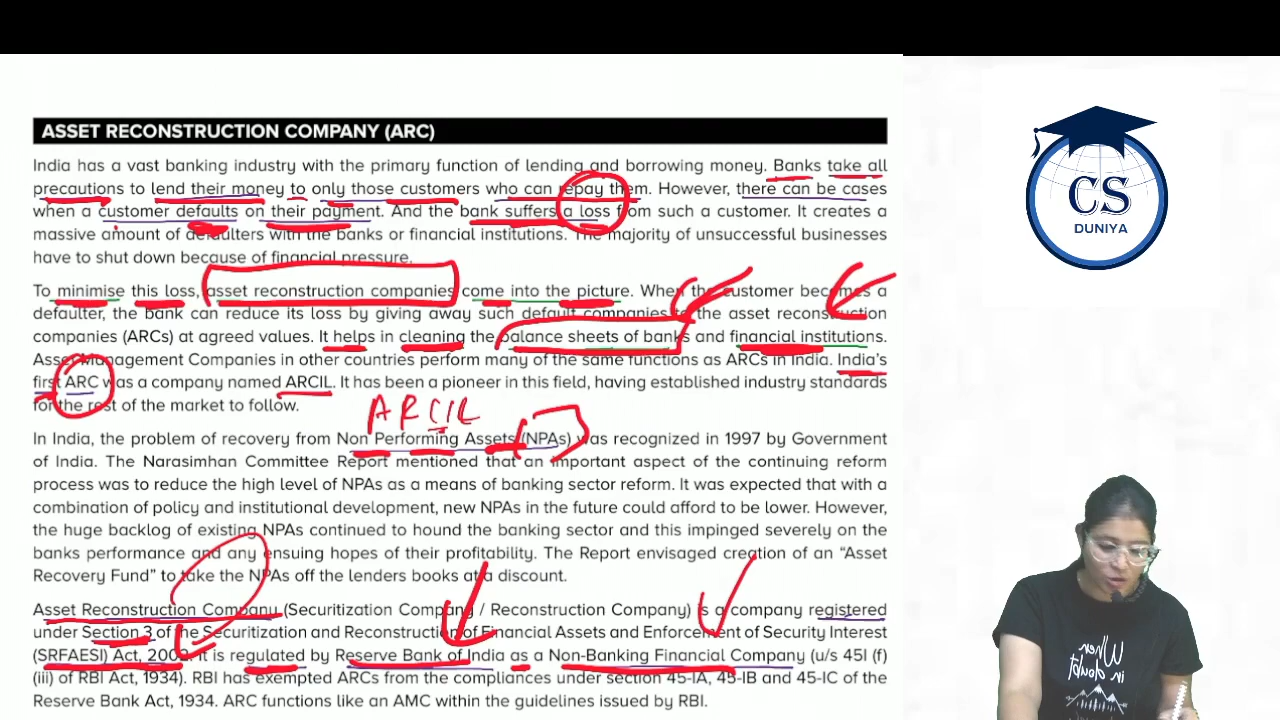 ASSET RECONSTRUCTION COMPANY (ARC)
India has a vast banking industry with the primary function of lending and borrowing money. Banks take all
precautions to lend their money to only those customers who can repay them. However, there can be cases
when a customer defaults on their payment. And the bank suffers a loss from such a customer. It creates a
massive amount of defaulters with the banks or financial institutions. The majority of unsuccessful businesses
have to shut down because of financial pressure.
To minimise this loss, asset reconstruction companies come into the picture. When the customer becomes a
defaulter, the bank can reduce its loss by giving away such default companies to the asset reconstruction
companies (ARCs) at agreed values. It helps in cleaning the balance sheets of banks and financial institutions.
Asset Management Companies in other countries perform many of the same functions as ARCs in India. India's
first ARC was a company named ARCIL. It has been a pioneer in this field, having established industry standards
for the rest of the market to follow.
ARCIL
In India, the problem of recovery from Non Performing Assets (NPAs) was recognized in 1997 by Government
of India. The Narasimhan Committee Report mentioned that an important aspect of the continuing reform
process was to reduce the high level of NPAs as a means of banking sector reform. It was expected that with a
combination of policy and institutional development, new NPAs in the future could afford to be lower. However,
the huge backlog of existing NPAs continued to hound the banking sector and this impinged severely on the
banks performance and any ensuing hopes of their profitability. The Report envisaged creation of an "Asset
Recovery Fund" to take the NPAs off the lenders books at a discount.
Asset Reconstruction Company (Securitization Company / Reconstruction Company) is a company registered
under Section 3 of the Securitization and Reconstruction of Financial Assets and Enforcement of Security Interest
(SRFAESI) Act, 2002. It is regulated by Reserve Bank of India as a Non-Banking Financial Company (u/s 45I (f)
(iii) of RBI Act, 1934). RBI has exempted ARCs from the compliances under section 45-IA, 45-IB and 45-IC of the
Reserve Bank Act, 1934. ARC functions like an AMC within the guidelines issued by RBI.
CS
DUNIYA
When
in doubt